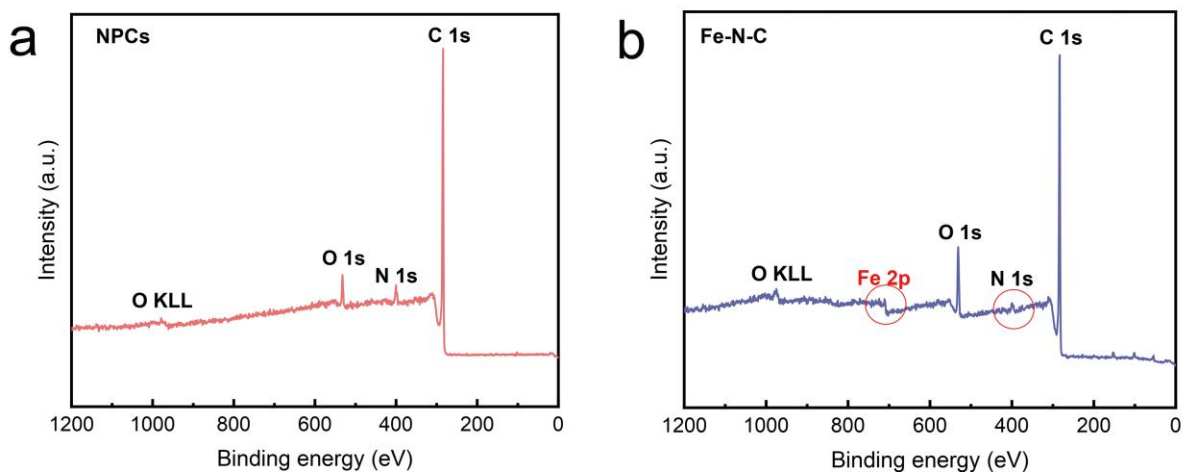 a
NPCs
C 1s
O 1s
N 1s
O KLL
Intensity (a.u.)
1200 1000 800 600 400 200 0
Binding energy (eV)
b
Fe-N-C
C 1s
O 1s
O KLL
Fe 2p
N 1s
Intensity (a.u.)
1200 1000 800 600 400 200 0
Binding energy (eV)